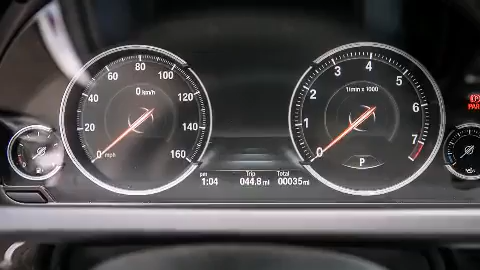 80
60
100
40
0 km/h
120
20
140
0 mph
160
3
4
2
1/min x 1000
5
1
6
0
7
P
pm
Trip
Total
1:04
044.8 mi
00035 mi